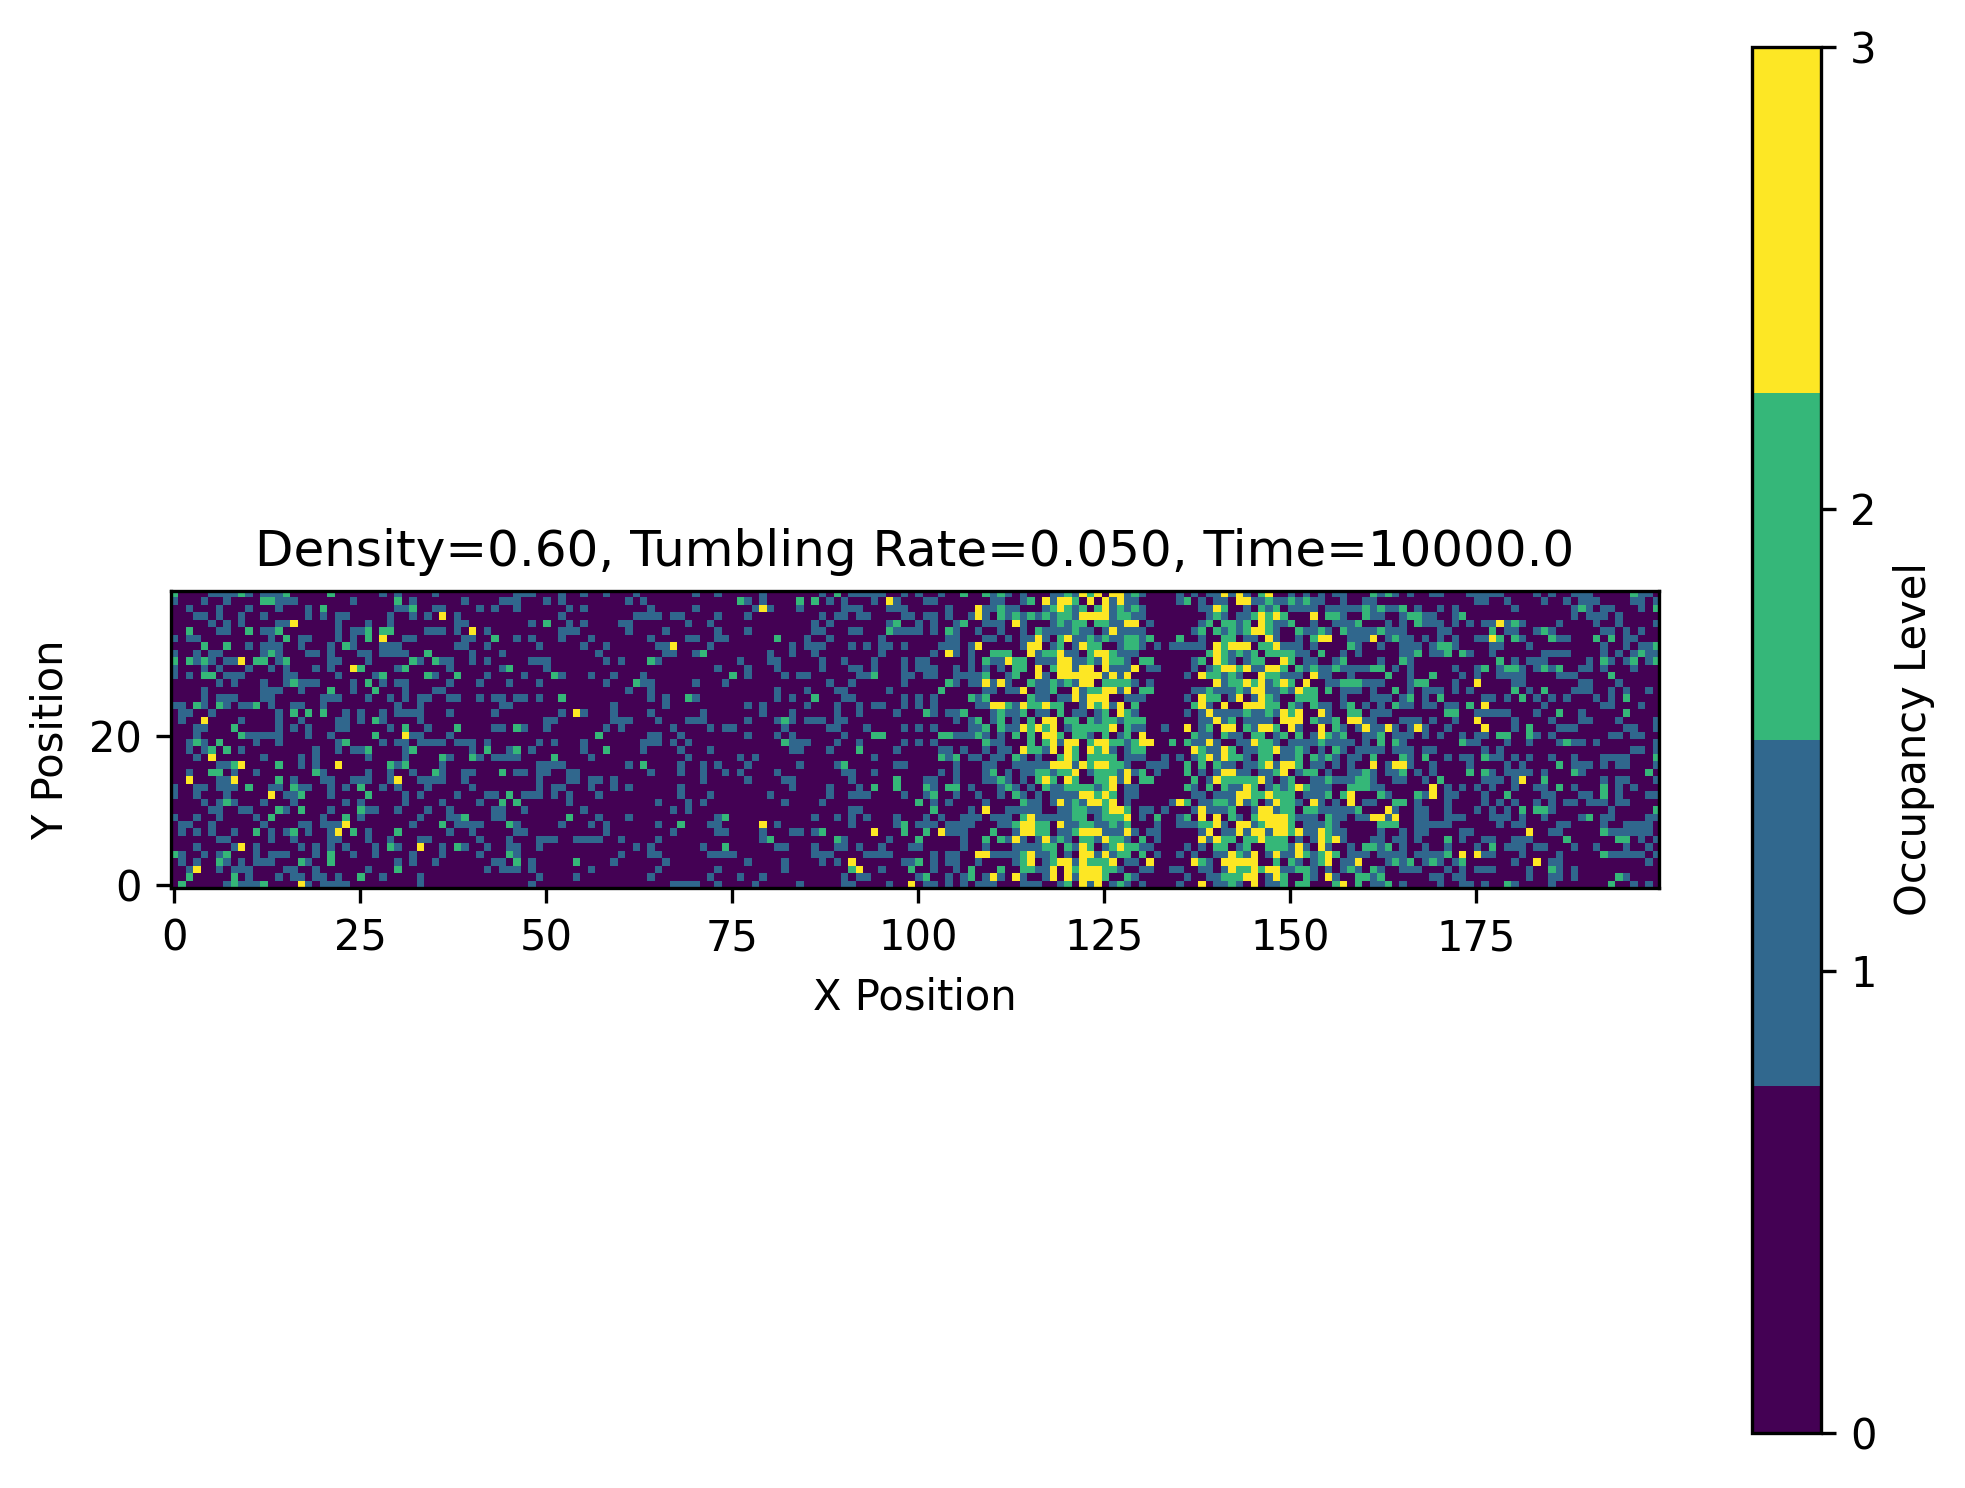 Density=0.60, Tumbling Rate=0.050, Time=10000.0
Y Position
20
0
0 25 50 75 100 125 150 175
X Position
3
2
1
0
Occupancy Level